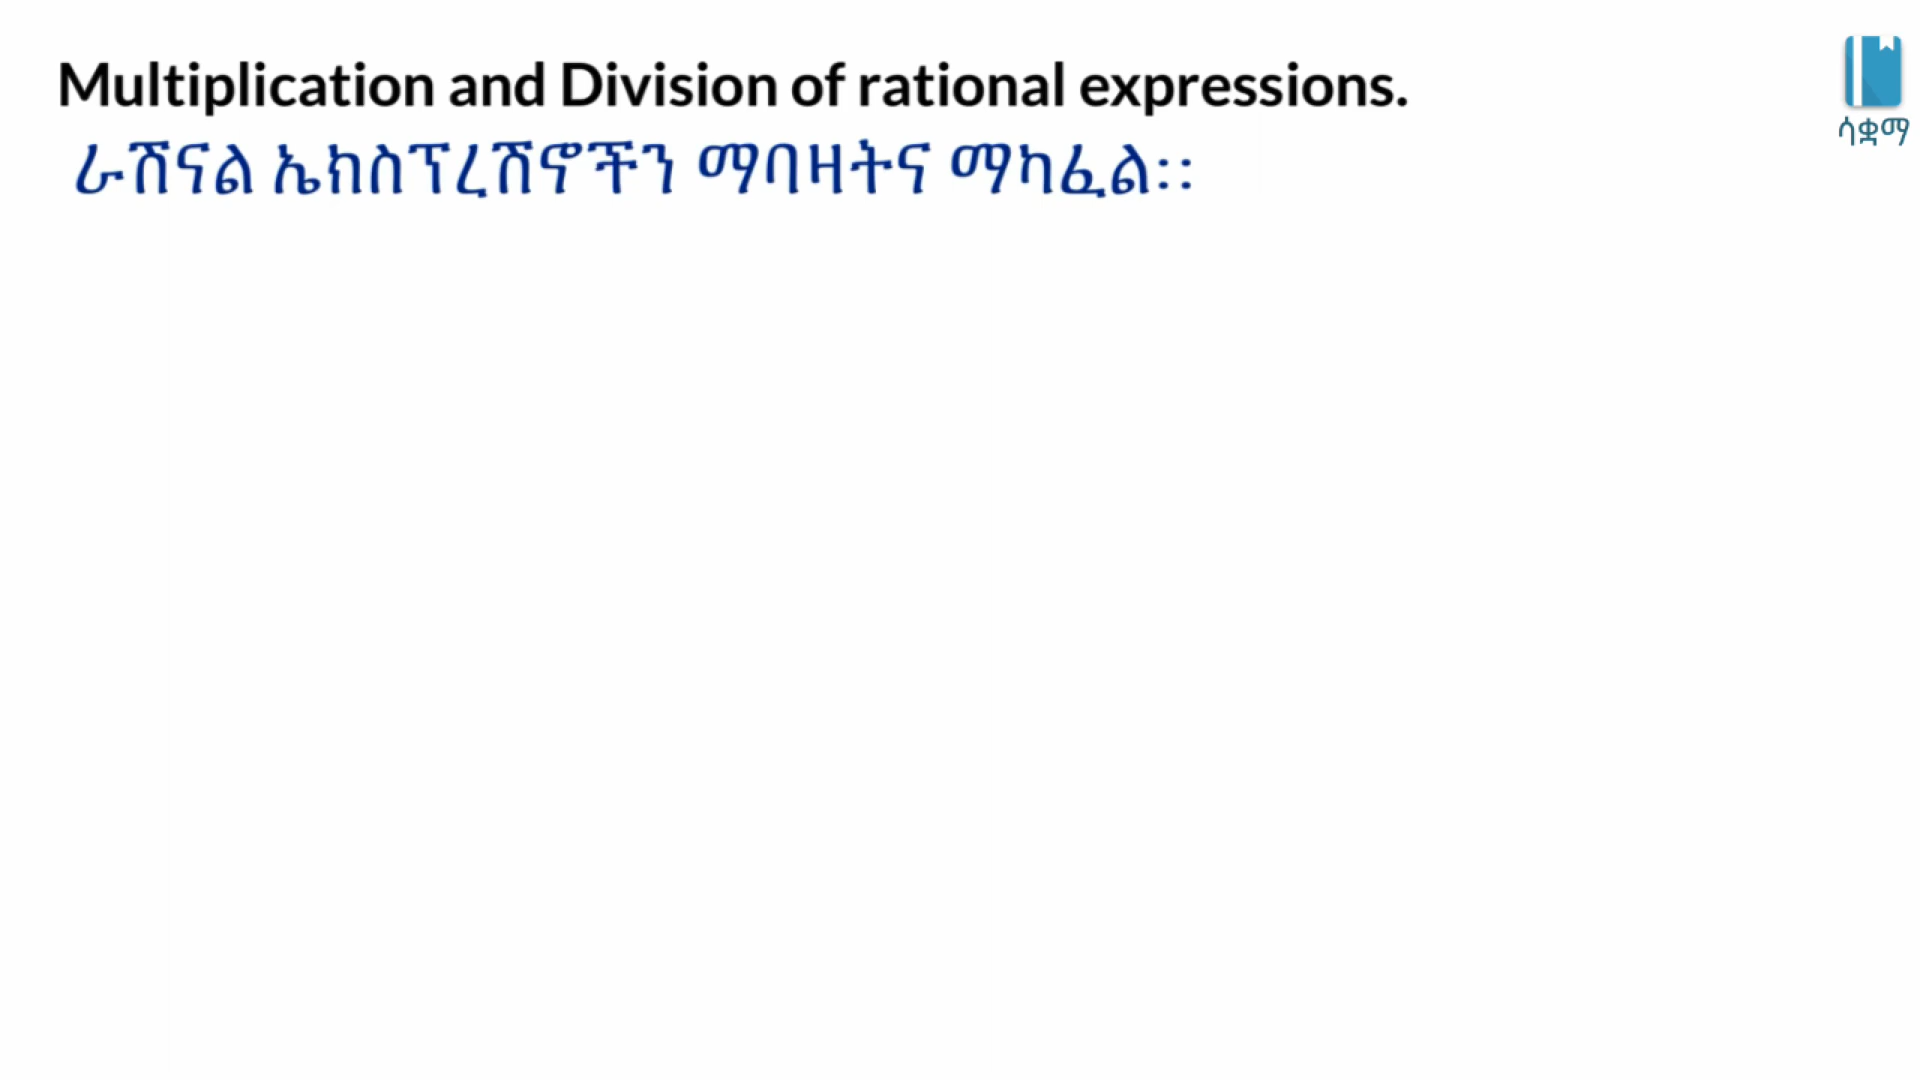 Multiplication and Division of rational expressions.
ራሽናል ኤክስፕረሽኖችን ማባዛትና ማካፈል፡፡
ሳቋማ